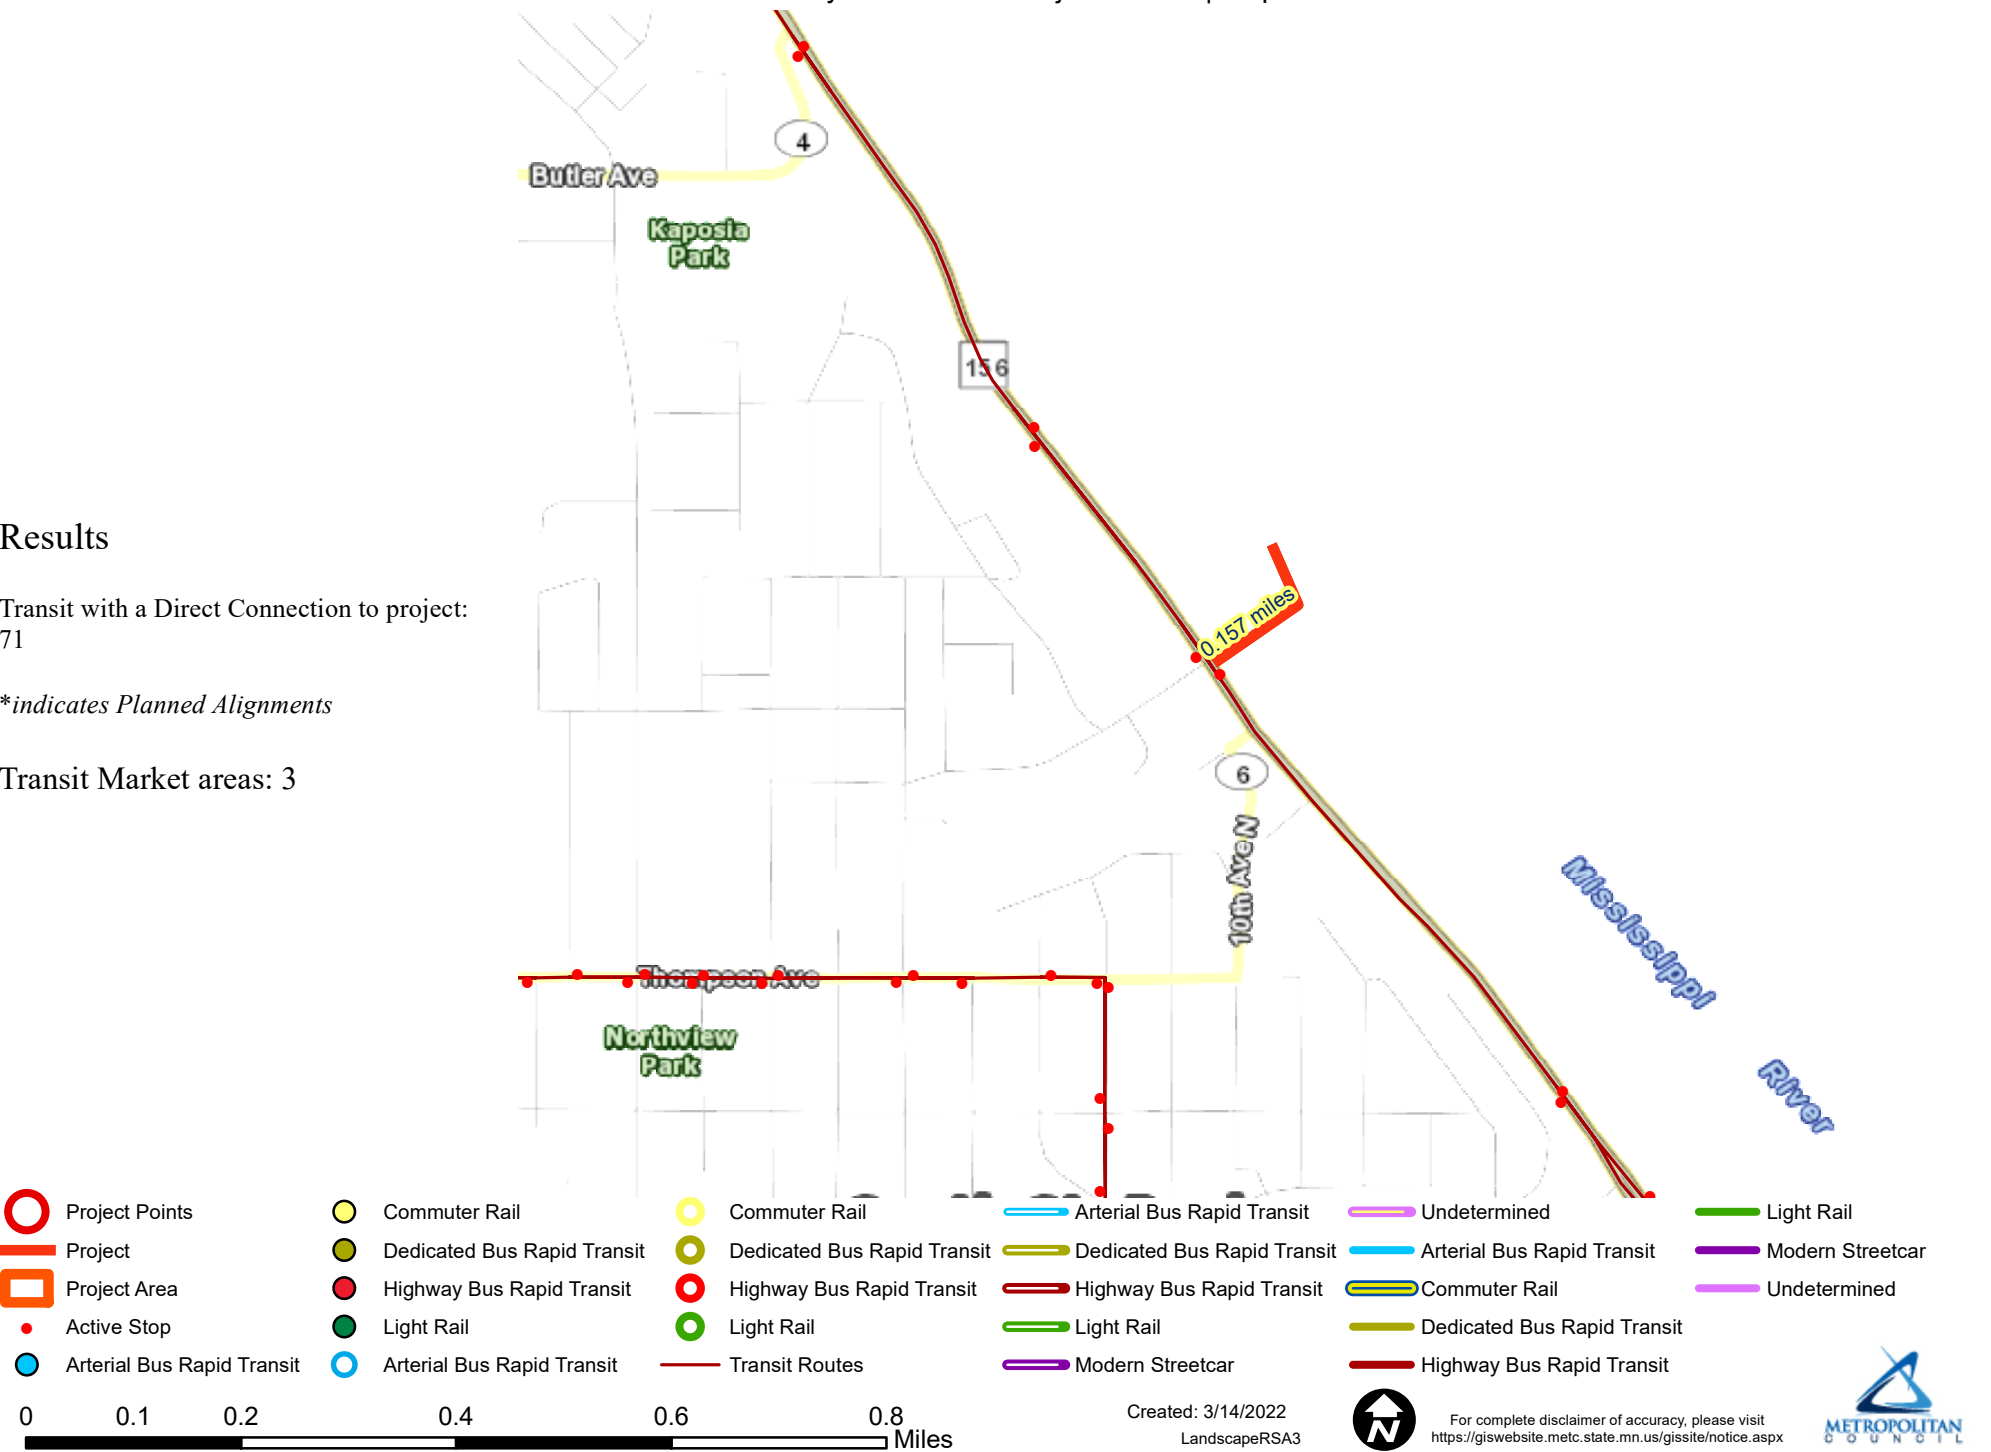 4
Butler Ave
Kaposia
Park
156
Results
Transit with a Direct Connection to project:
71
*indicates Planned Alignments
Transit Market areas: 3
0.157 miles
6
10th Ave N
Mississippi
River
Thompson Ave
Northview
Park
Project Points
Project
Project Area
Active Stop
Arterial Bus Rapid Transit
Commuter Rail
Dedicated Bus Rapid Transit
Highway Bus Rapid Transit
Light Rail
Arterial Bus Rapid Transit
Commuter Rail
Dedicated Bus Rapid Transit
Highway Bus Rapid Transit
Light Rail
Transit Routes
Arterial Bus Rapid Transit
Dedicated Bus Rapid Transit
Highway Bus Rapid Transit
Light Rail
Modern Streetcar
Undetermined
Arterial Bus Rapid Transit
Commuter Rail
Dedicated Bus Rapid Transit
Highway Bus Rapid Transit
Light Rail
Modern Streetcar
Undetermined
0 0.1 0.2 0.4 0.6 0.8
Miles
Created: 3/14/2022
LandscapeRSA3
N
For complete disclaimer of accuracy, please visit
https://giswebsite.metc.state.mn.us/gissite/notice.aspx
METROPOLITAN
COUNCIL